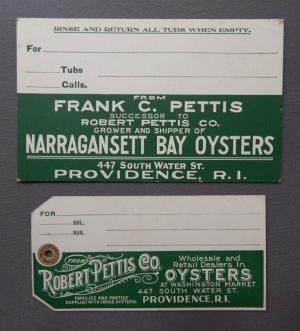 RINSE AND RETURN ALL TUBS WHEN EMPTY.
For
Tubs
Calls.
FROM
FRANK C. PETTIS
SUCCESSOR TO
ROBERT PETTIS CO.
GROWER AND SHIPPER OF
NARRAGANSETT BAY OYSTERS
447 SOUTH WATER ST.
PROVIDENCE, R.I.
FOR
BBL.
BUS.
FROM
ROBERT PETTIS CO.
FAMILIES AND PARTIES
SUPPLIED WITH CHOICE OYSTERS.
Wholesale and
Retail Dealers In
OYSTERS
AT WASHINGTON MARKET
447 SOUTH WATER ST.
PROVIDENCE, R.I.